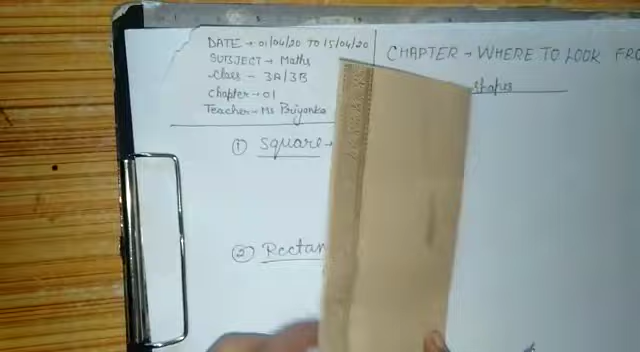 DATE → 01/04/20 TO 15/04/20
SUBJECT → Maths
Class → 3A/3B
Chapter → 01
Teacher → Ms Priyanka
CHAPTER → WHERE TO LOOK FRO
shapes
① Square →
② Rectan